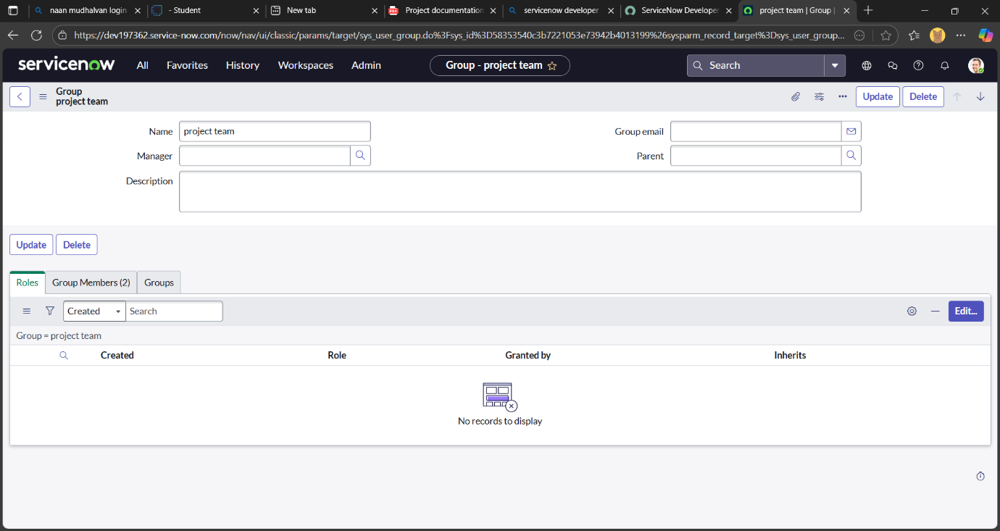 naan mudhalvan login
- Student
New tab
Project documentation
servicenow developer
ServiceNow Developer
project team | Group |
https://dev197362.service-now.com/now/nav/ui/classic/params/target/sys_user_group.do%3Fsys_id%3D58353540c3b7221053e73942b4013199%26sysparm_record_target%3Dsys_user_group...
servicenow
All
Favorites
History
Workspaces
Admin
Group - project team
Search
Group
project team
Update
Delete
Name
project team
Group email
Manager
Parent
Description
Update
Delete
Roles
Group Members (2)
Groups
Created
Search
Edit...
Group = project team
Created
Role
Granted by
Inherits
No records to display